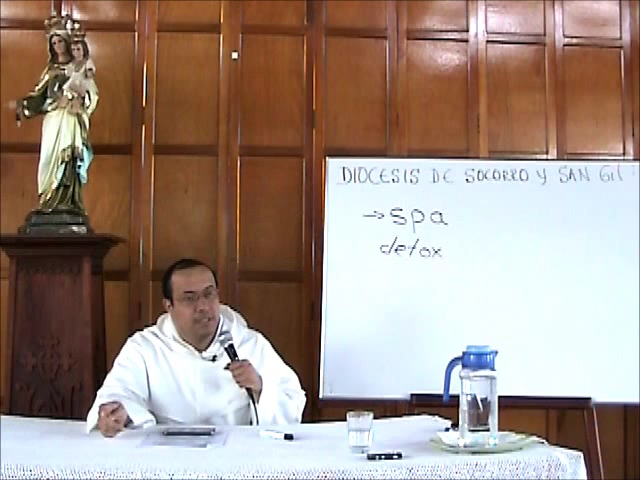 DIOCESIS DE SOCORRO Y SAN GIL
→ spa
detox